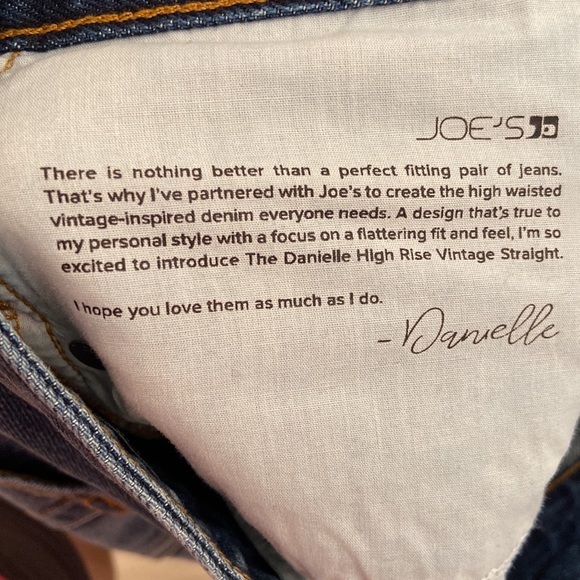 JOE'S
There is nothing better than a perfect fitting pair of jeans.
That's why I've partnered with Joe's to create the high waisted
vintage-inspired denim everyone needs. A design that's true to
my personal style with a focus on a flattering fit and feel, I'm so
excited to introduce The Danielle High Rise Vintage Straight.
I hope you love them as much as I do.
- Danielle